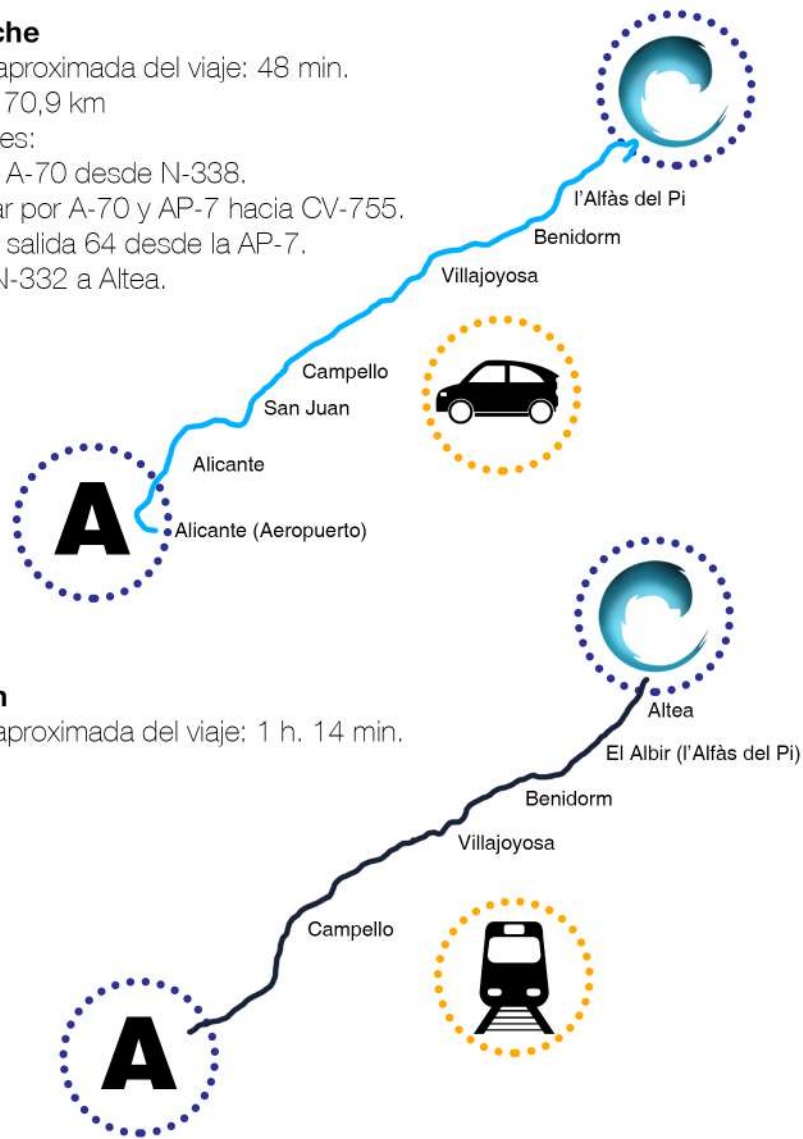 che
aproximada del viaje: 48 min.
70,9 km
es:
A-70 desde N-338.
ar por A-70 y AP-7 hacia CV-755.
salida 64 desde la AP-7.
N-332 a Altea.
l'Alfàs del Pi
Benidorm
Villajoyosa
Campello
San Juan
Alicante
A
Alicante (Aeropuerto)
n
aproximada del viaje: 1 h. 14 min.
Altea
El Albir (l'Alfàs del Pi)
Benidorm
Villajoyosa
Campello
A